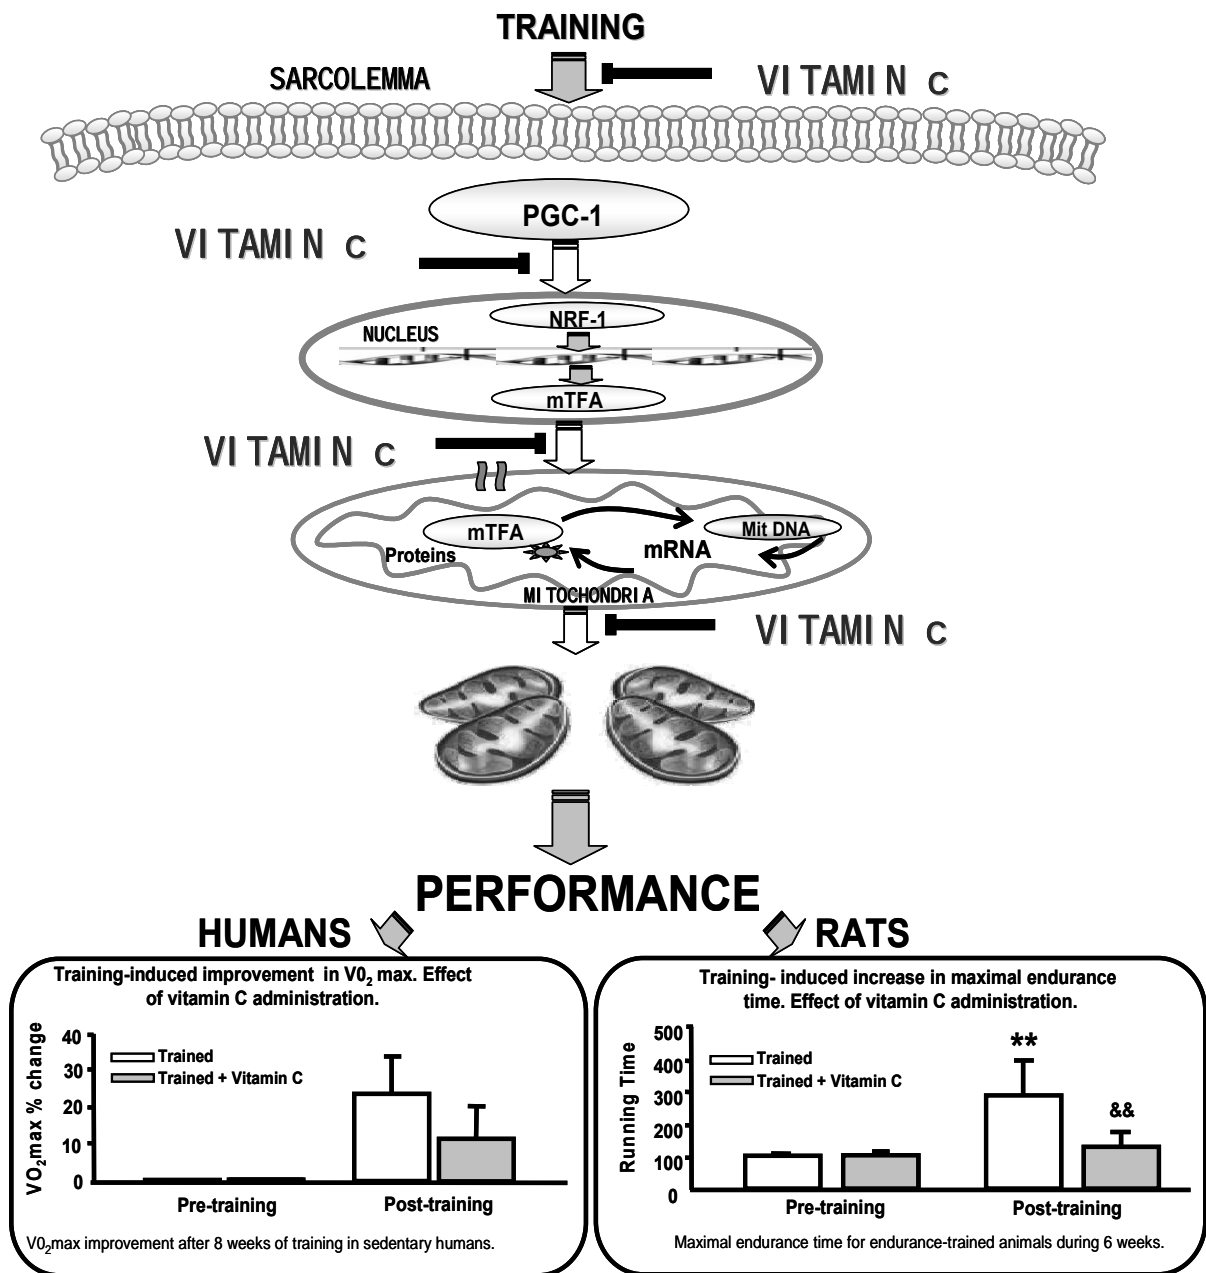 TRAINING
SARCOLEMMA
VITAMIN C
PGC-1
VITAMIN C
NRF-1
NUCLEUS
mTFA
VITAMIN C
mTFA
Mit DNA
mRNA
Proteins
MITOCHONDRIA
VITAMIN C
PERFORMANCE
HUMANS
RATS
Training-induced improvement in V0₂ max. Effect
of vitamin C administration.
VO₂max % change
40
30
20
10
0
Trained
Trained + Vitamin C
Pre-training
Post-training
V0₂max improvement after 8 weeks of training in sedentary humans.
Training- induced increase in maximal endurance
time. Effect of vitamin C administration.
Running Time
500
400
300
200
100
0
Trained
Trained + Vitamin C
**
&&
Pre-training
Post-training
Maximal endurance time for endurance-trained animals during 6 weeks.